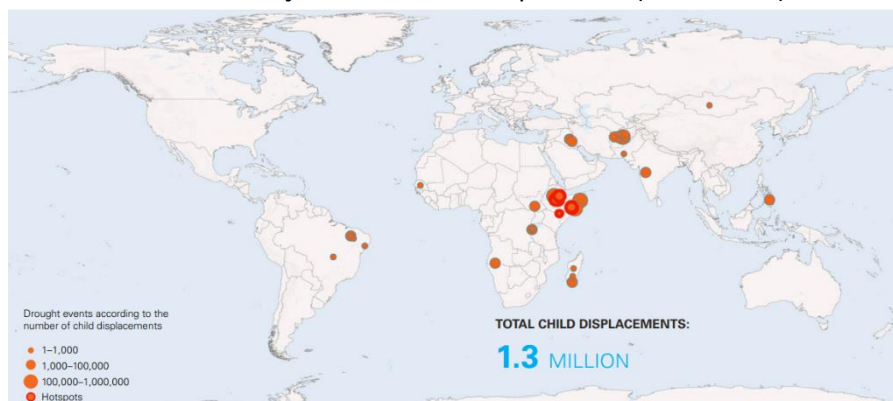 Drought events according to the
number of child displacements
1–1,000
1,000–100,000
100,000–1,000,000
Hotspots
TOTAL CHILD DISPLACEMENTS:
1.3 MILLION